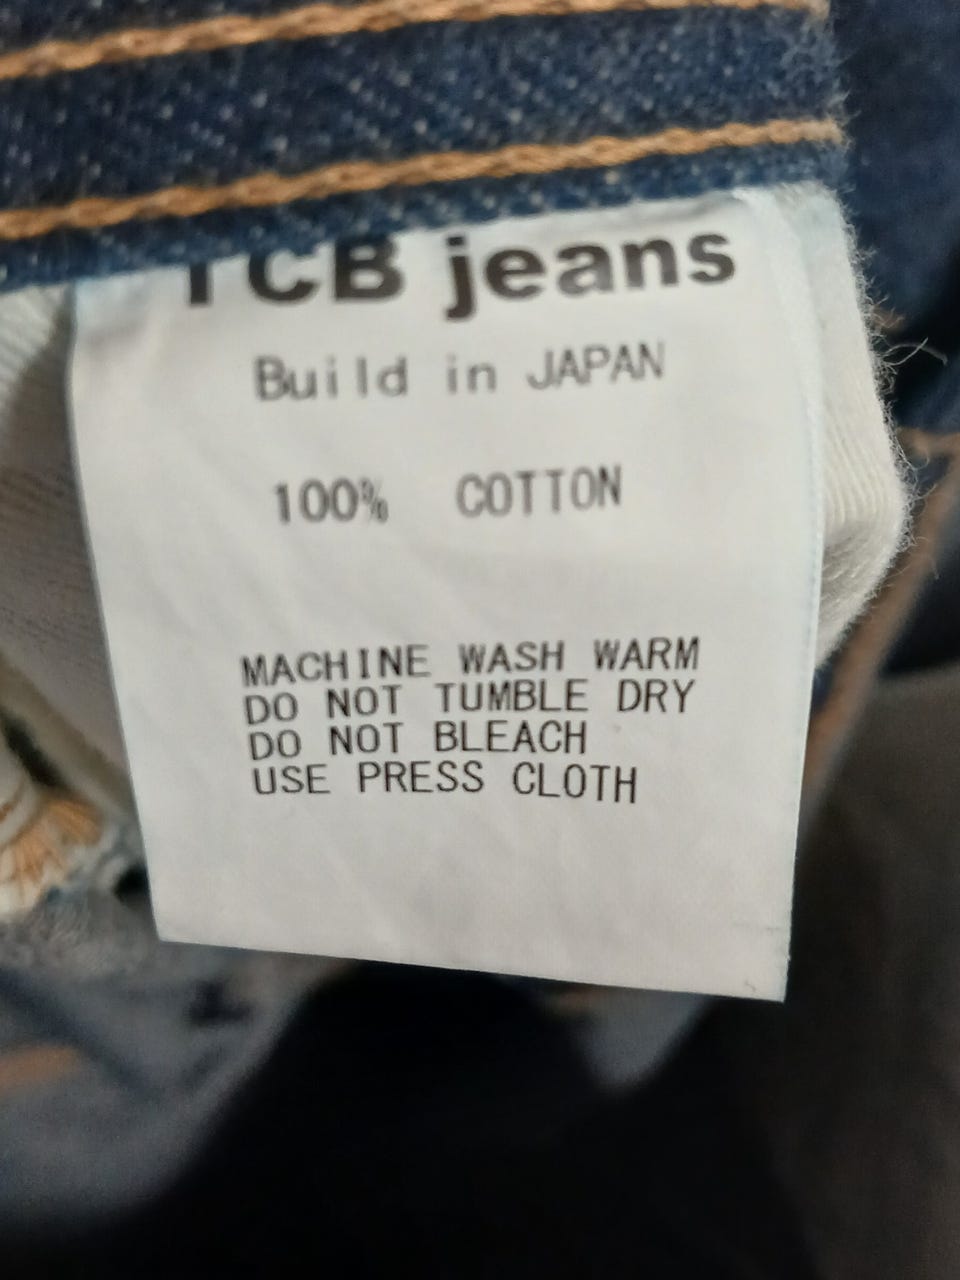 TCB jeans
Build in JAPAN
100% COTTON
MACHINE WASH WARM
DO NOT TUMBLE DRY
DO NOT BLEACH
USE PRESS CLOTH